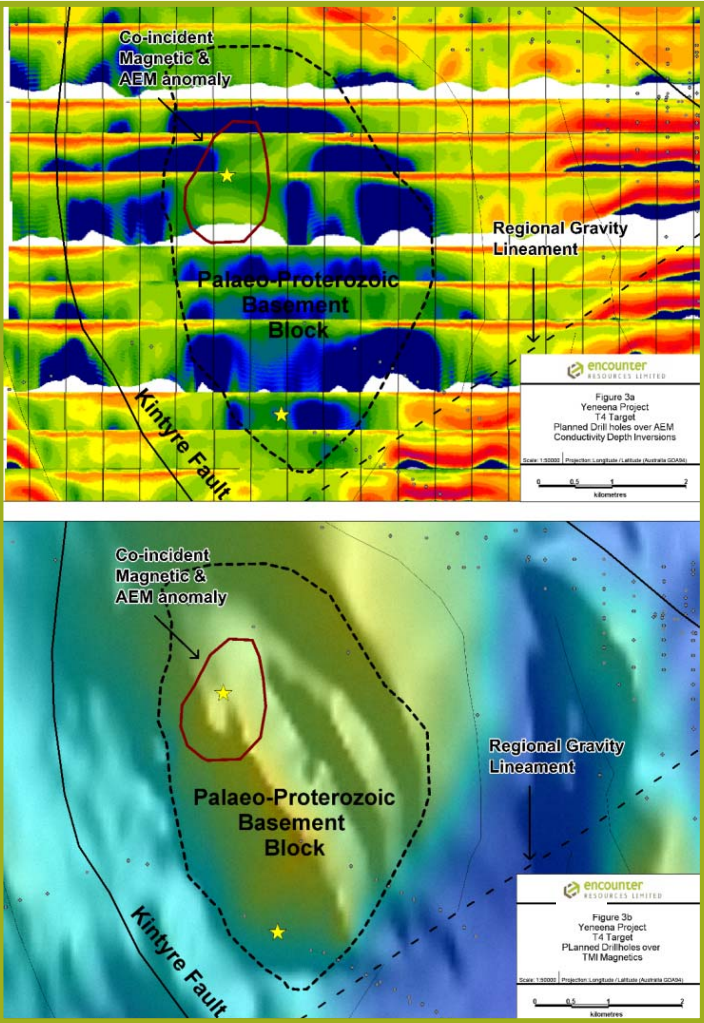 Co-incident
Magnetic &
AEM anomaly
Regional Gravity
Lineament
Palaeo-Proterozoic
Basement
Block
Kintyre Fault
encounter
RESOURCES LIMITED
Figure 3a
Yeneena Project
T4 Target
Planned Drill holes over AEM
Conductivity Depth Inversions
Scale: 1:50000 Projection: Longitude / Latitude (Australia GDA94)
0 0.5 1 2
kilometres
Co-incident
Magnetic &
AEM anomaly
Regional Gravity
Lineament
Palaeo-Proterozoic
Basement
Block
Kintyre Fault
encounter
RESOURCES LIMITED
Figure 3b
Yeneena Project
T4 Target
PLanned Drillholes over
TMI Magnetics
Scale: 1:50000 Projection: Longitude / Latitude (Australia GDA94)
0 0.5 1 2
kilometres